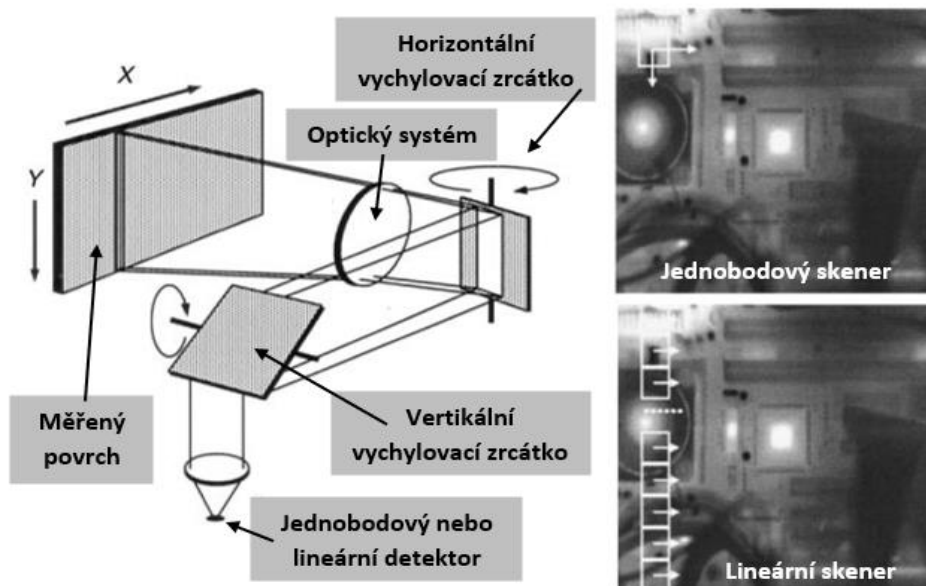 Horizontální
vychylovací zrcátko
X
Optický systém
Y
Jednobodový skener
Měřený
povrch
Vertikální
vychylovací zrcátko
Jednobodový nebo
lineární detektor
Lineární skener